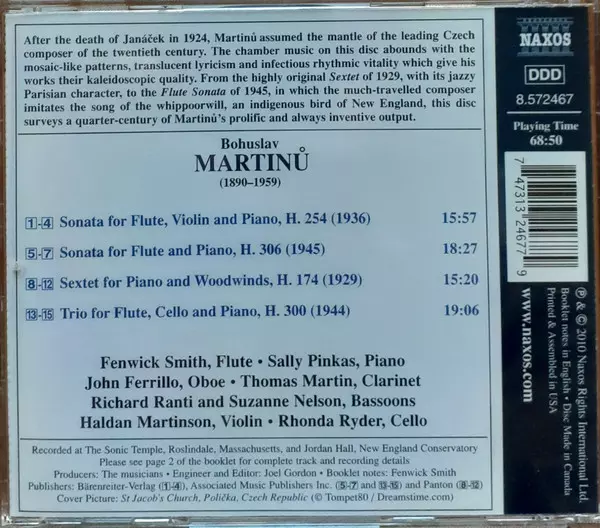 After the death of Janáček in 1924, Martinů assumed the mantle of the leading Czech
composer of the twentieth century. The chamber music on this disc abounds with the
mosaic-like patterns, translucent lyricism and infectious rhythmic vitality which give his
works their kaleidoscopic quality. From the highly original Sextet of 1929, with its jazzy
Parisian character, to the Flute Sonata of 1945, in which the much-travelled composer
imitates the song of the whippoorwill, an indigenous bird of New England, this disc
surveys a quarter-century of Martinů's prolific and always inventive output.
Bohuslav
MARTINŮ
(1890–1959)
1-4 Sonata for Flute, Violin and Piano, H. 254 (1936) 15:57
5-7 Sonata for Flute and Piano, H. 306 (1945) 18:27
8-12 Sextet for Piano and Woodwinds, H. 174 (1929) 15:20
13-15 Trio for Flute, Cello and Piano, H. 300 (1944) 19:06
Fenwick Smith, Flute • Sally Pinkas, Piano
John Ferrillo, Oboe • Thomas Martin, Clarinet
Richard Ranti and Suzanne Nelson, Bassoons
Haldan Martinson, Violin • Rhonda Ryder, Cello
Recorded at The Sonic Temple, Roslindale, Massachusetts, and Jordan Hall, New England Conservatory
Please see page 2 of the booklet for complete track and recording details
Producers: The musicians • Engineer and Editor: Joel Gordon • Booklet notes: Fenwick Smith
Publishers: Bärenreiter-Verlag (1-4), Associated Music Publishers Inc. (5-7 and 13-15) and Panton (8-12)
Cover Picture: St Jacob's Church, Polička, Czech Republic (© Tompet80 / Dreamstime.com)
NAXOS
DDD
8.572467
Playing Time
68:50
7 47313 24677 9
www.naxos.com
℗ & © 2010 Naxos Rights International Ltd.
Booklet notes in English • Disc Made in Canada
Printed & Assembled in USA